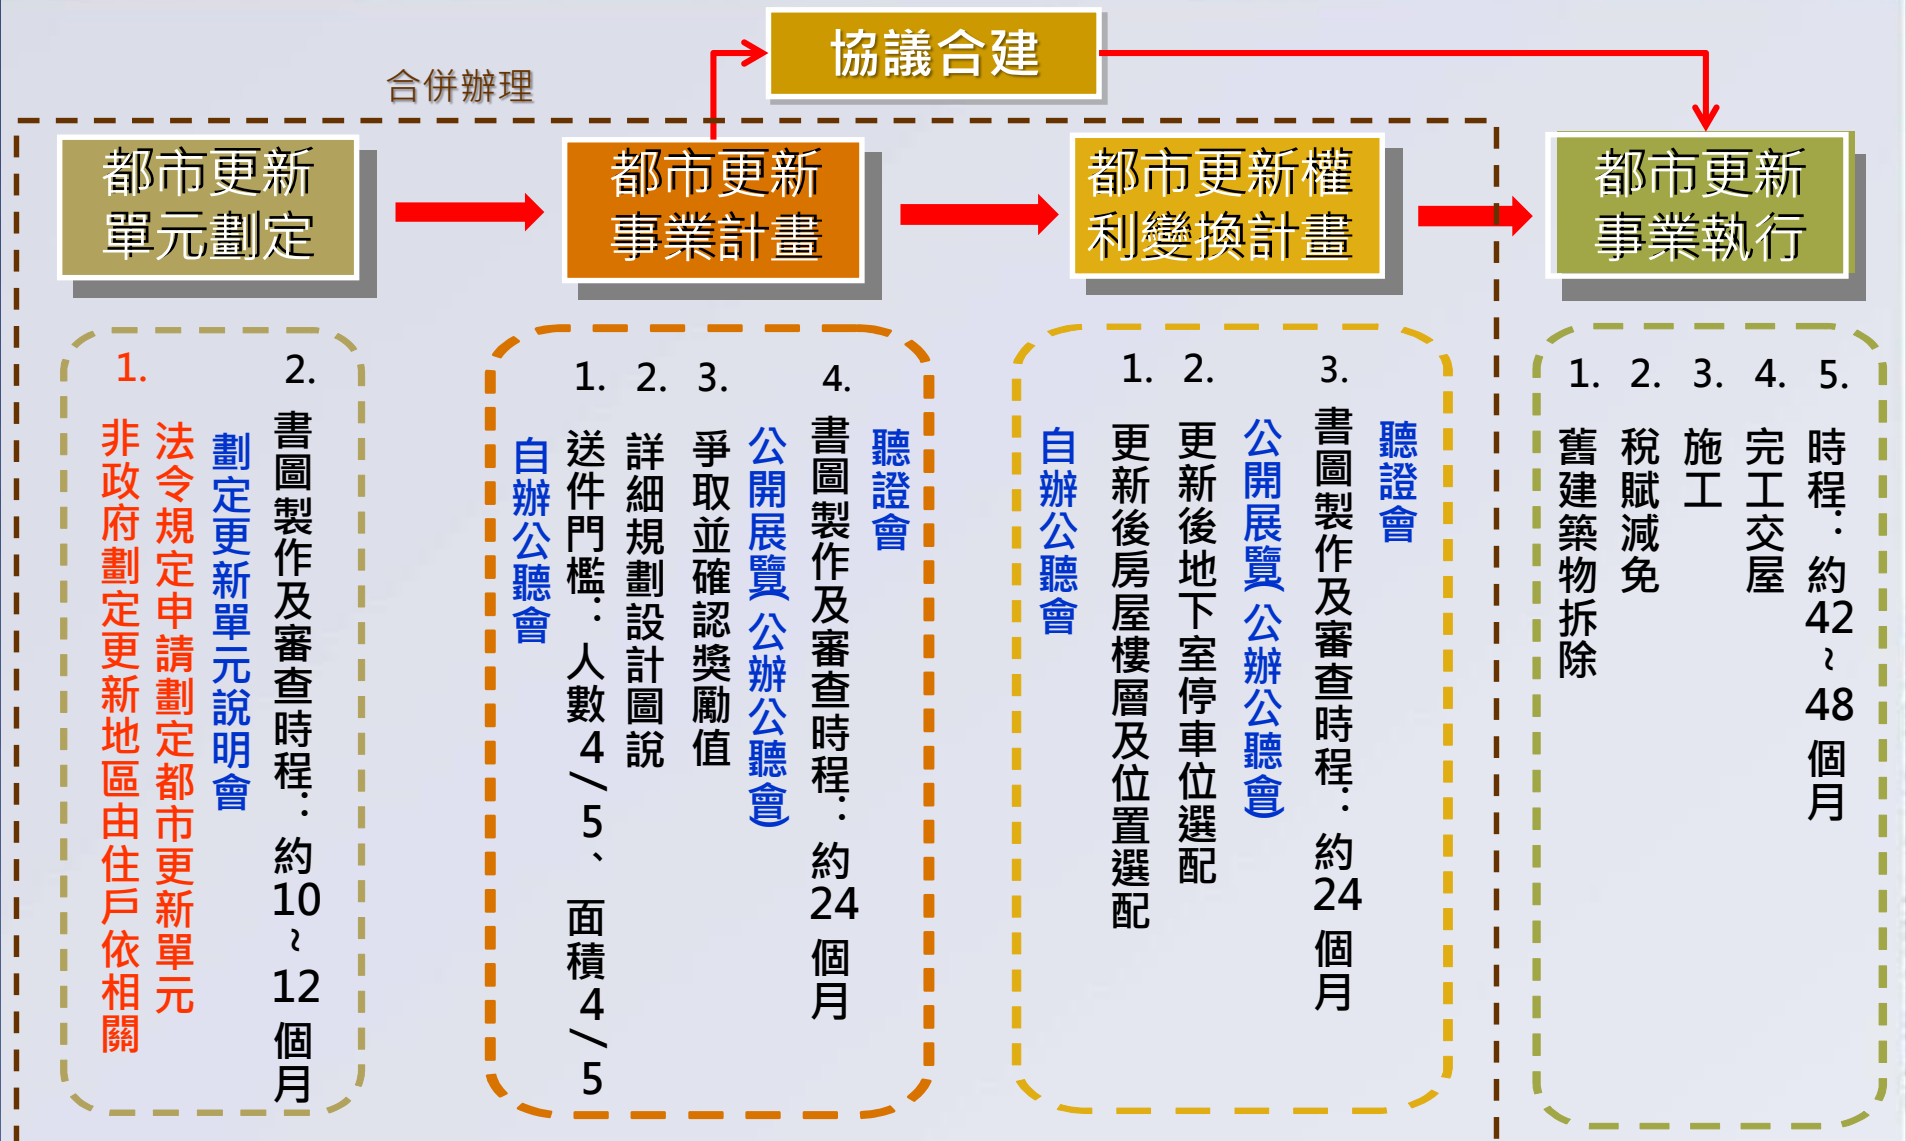 協議合建
合併辦理
都市更新
單元劃定
都市更新
事業計畫
都市更新權
利變換計畫
都市更新
事業執行
1.
非政府劃定更新地區由住戶依相關
法令規定申請劃定都市更新單元
劃定更新單元說明會
2.
書圖製作及審查時程：約10~12個月
自辦公聽會
1.
送件門檻：人數4/5、面積4/5
2.
詳細規劃設計圖說
3.
爭取並確認獎勵值
公開展覽(公辦公聽會)
4.
書圖製作及審查時程：約24個月
聽證會
自辦公聽會
1.
更新後房屋樓層及位置選配
2.
更新後地下室停車位選配
公開展覽(公辦公聽會)
3.
書圖製作及審查時程：約24個月
聽證會
1.
舊建築物拆除
2.
稅賦減免
3.
施工
4.
完工交屋
5.
時程：約42~48個月